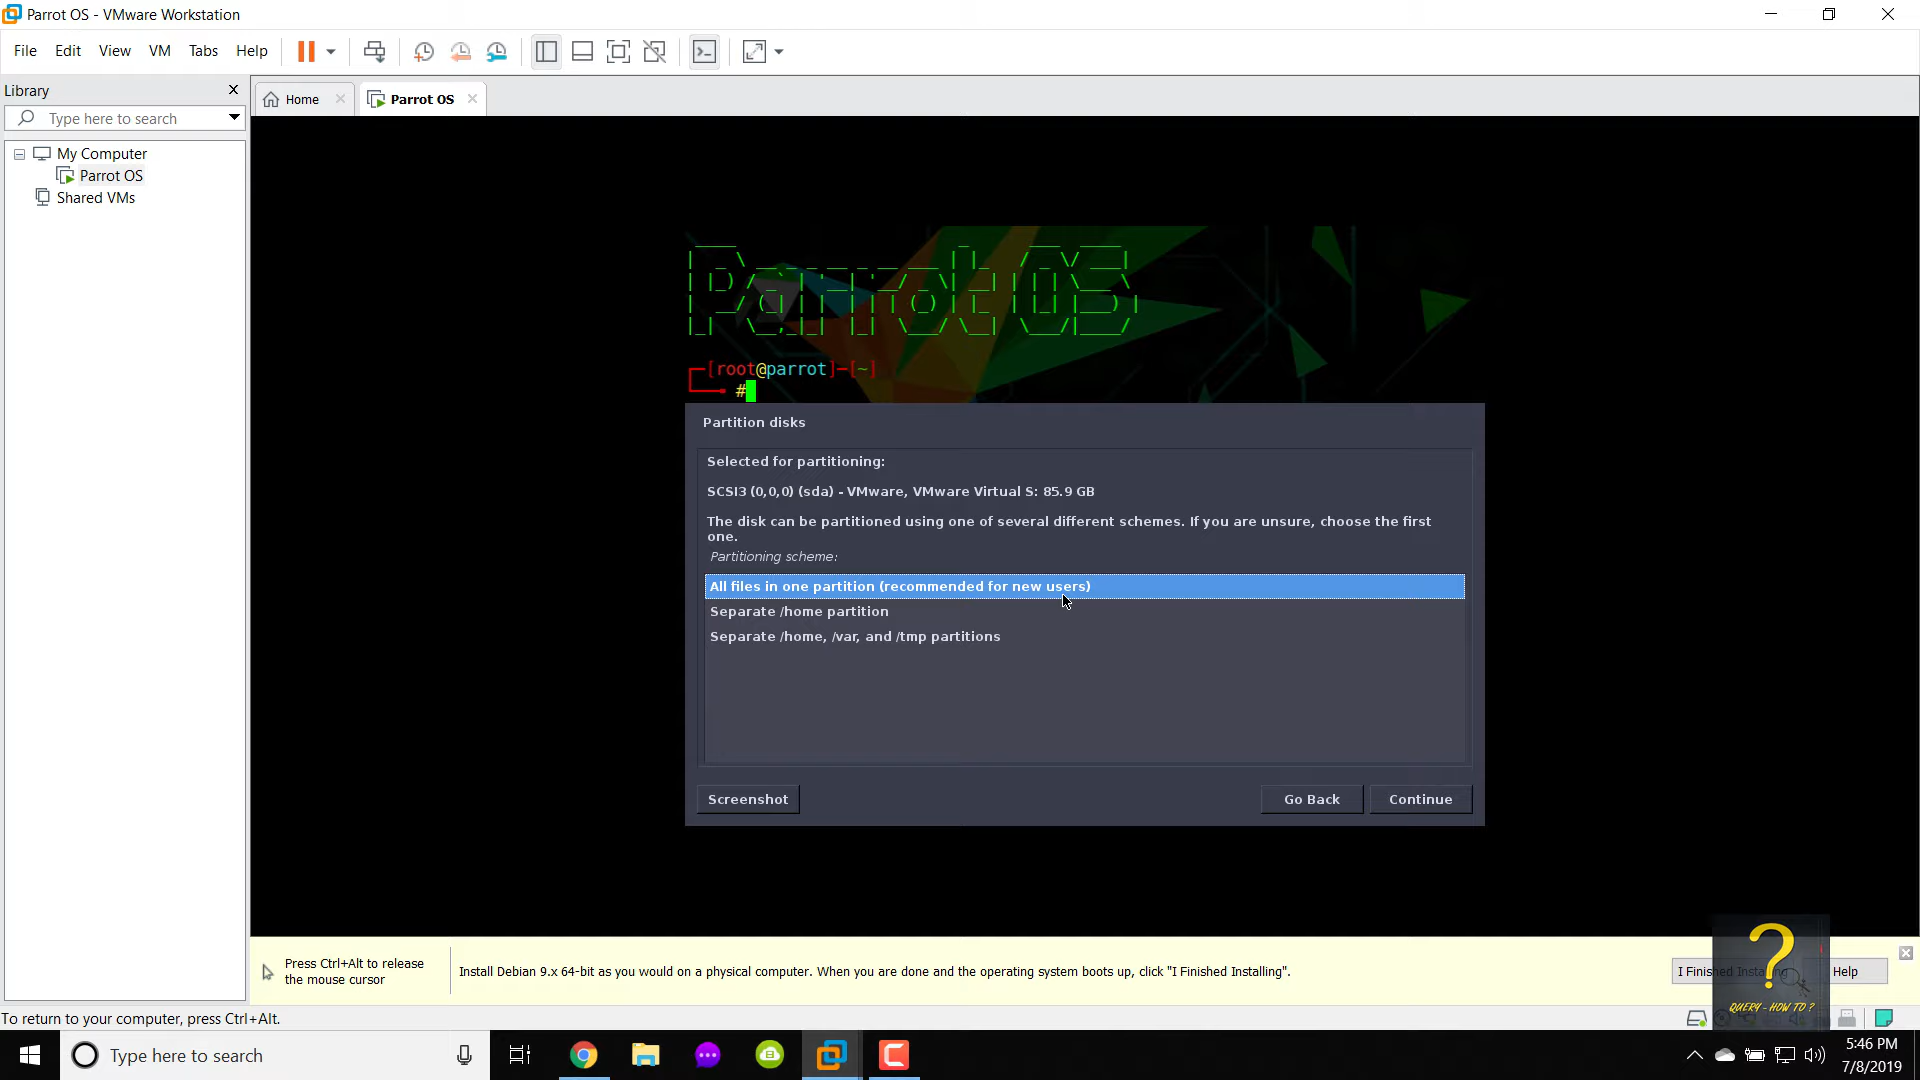 Parrot OS - VMware Workstation
File Edit View VM Tabs Help
Library
Type here to search
My Computer
Parrot OS
Shared VMs
Home
Parrot OS
Parrot OS
[root@parrot]─[~]
#
Partition disks
Selected for partitioning:
SCSI3 (0,0,0) (sda) - VMware, VMware Virtual S: 85.9 GB
The disk can be partitioned using one of several different schemes. If you are unsure, choose the first
one.
Partitioning scheme:
All files in one partition (recommended for new users)
Separate /home partition
Separate /home, /var, and /tmp partitions
Screenshot
Go Back
Continue
Press Ctrl+Alt to release
the mouse cursor
Install Debian 9.x 64-bit as you would on a physical computer. When you are done and the operating system boots up, click "I Finished Installing".
I Finished Installing
Help
?
QUERY - HOW TO ?
To return to your computer, press Ctrl+Alt.
Type here to search
5:46 PM
7/8/2019